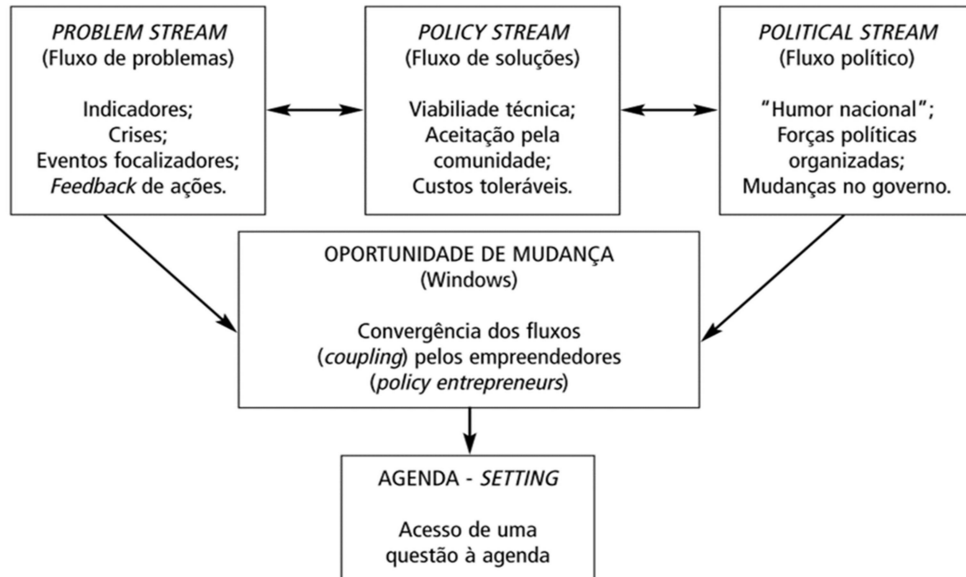 PROBLEM STREAM
(Fluxo de problemas)
Indicadores;
Crises;
Eventos focalizadores;
Feedback de ações.
POLICY STREAM
(Fluxo de soluções)
Viabiliade técnica;
Aceitação pela
comunidade;
Custos toleráveis.
POLITICAL STREAM
(Fluxo político)
"Humor nacional";
Forças políticas
organizadas;
Mudanças no governo.
OPORTUNIDADE DE MUDANÇA
(Windows)
Convergência dos fluxos
(coupling) pelos empreendedores
(policy entrepreneurs)
AGENDA - SETTING
Acesso de uma
questão à agenda